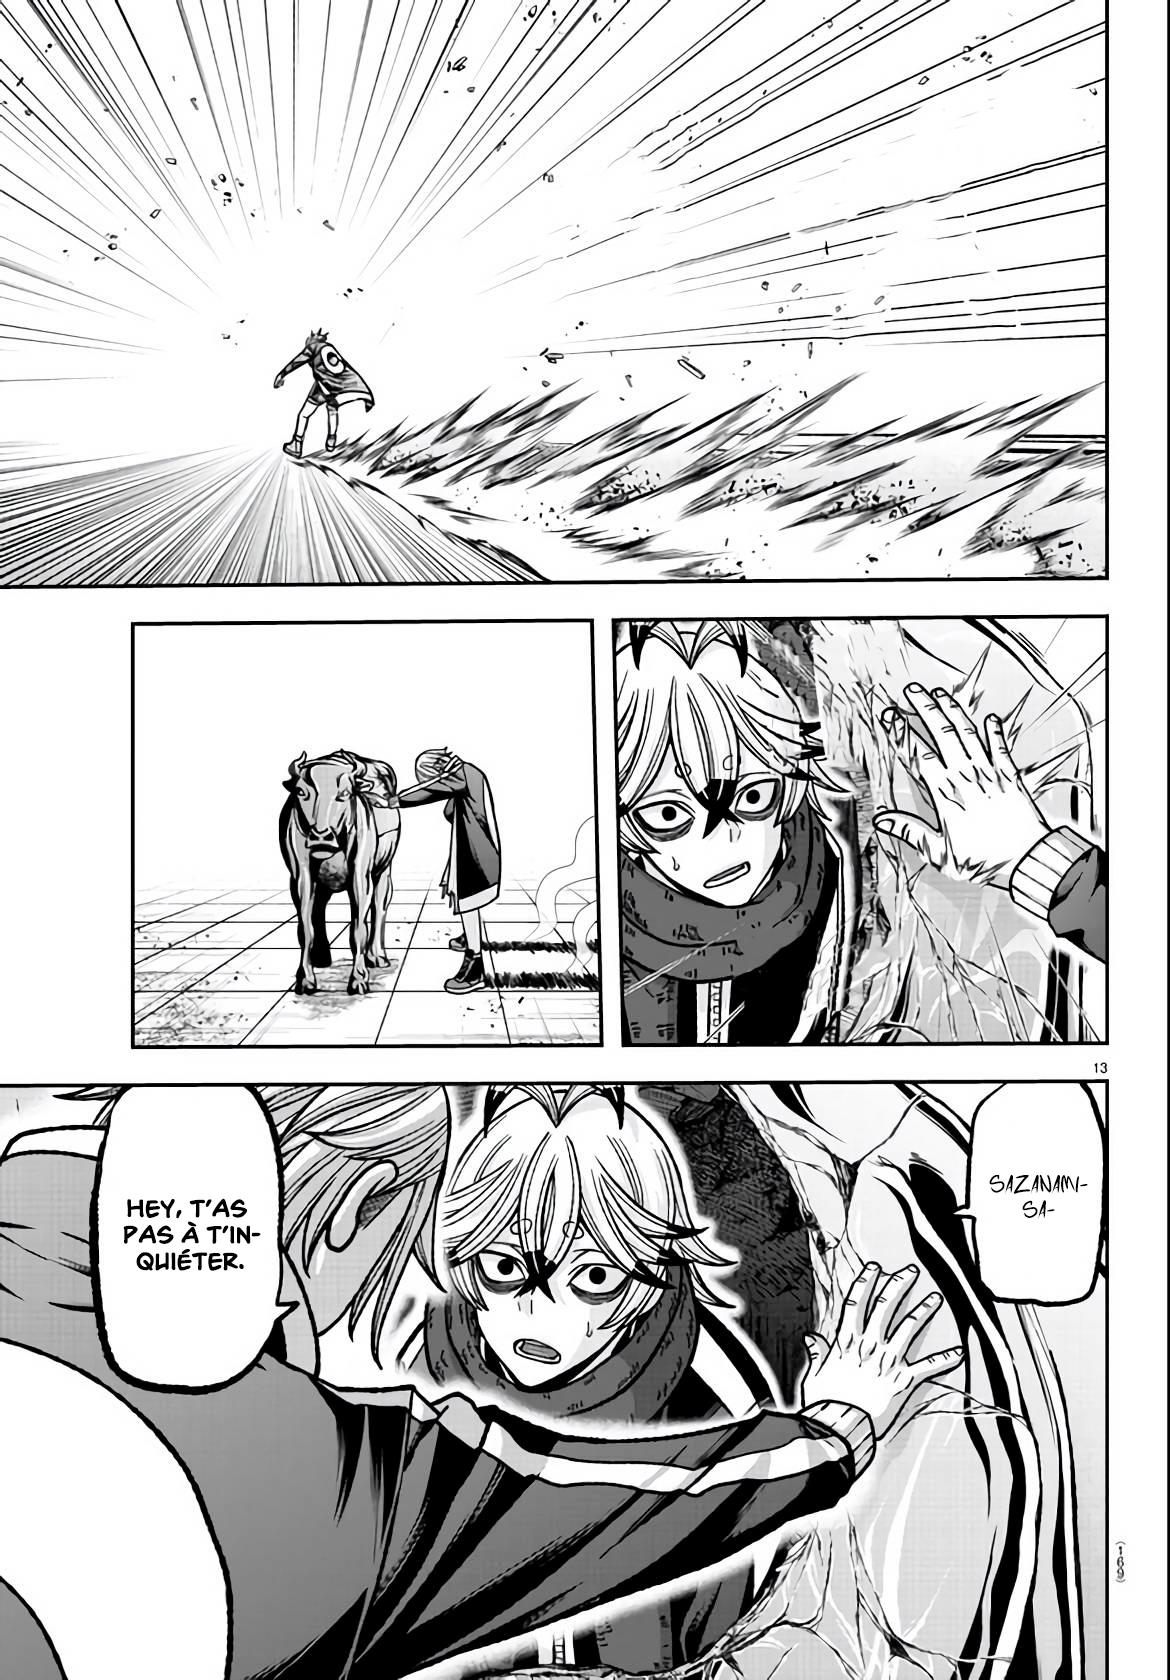 13
SAZANAMI-
SA-
HEY, T'AS
PAS À T'IN-
QUIÉTER.
(169)